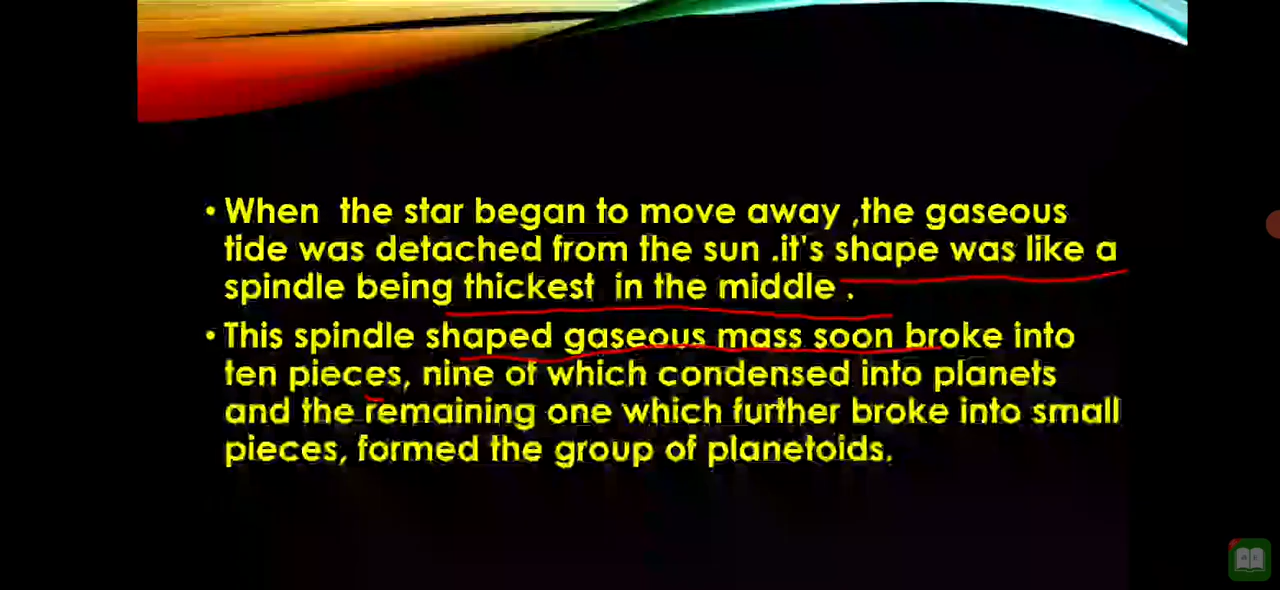 • When the star began to move away ,the gaseous
tide was detached from the sun .it's shape was like a
spindle being thickest in the middle .
• This spindle shaped gaseous mass soon broke into
ten pieces, nine of which condensed into planets
and the remaining one which further broke into small
pieces, formed the group of planetoids.